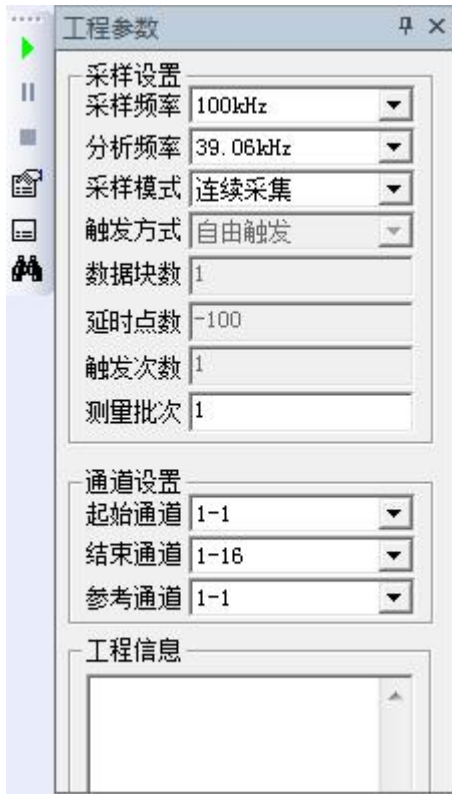 工程参数
采样设置
采样频率 100kHz
分析频率 39.06kHz
采样模式 连续采集
触发方式 自由触发
数据块数 1
延时点数 -100
触发次数 1
测量批次 1
通道设置
起始通道 1-1
结束通道 1-16
参考通道 1-1
工程信息